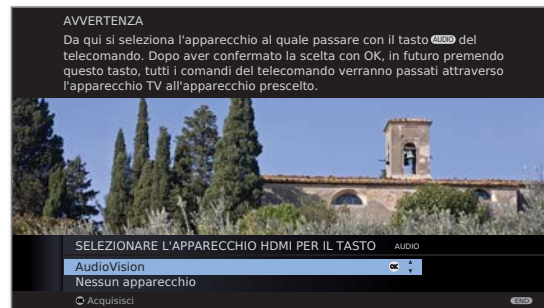 AVVERTENZA
Da qui si seleziona l'apparecchio al quale passare con il tasto AUDIO del
telecomando. Dopo aver confermato la scelta con OK, in futuro premendo
questo tasto, tutti i comandi del telecomando verranno passati attraverso
l'apparecchio TV all'apparecchio prescelto.
SELEZIONARE L'APPARECCHIO HDMI PER IL TASTO AUDIO
AudioVision OK
Nessun apparecchio
OK Acquisisci END